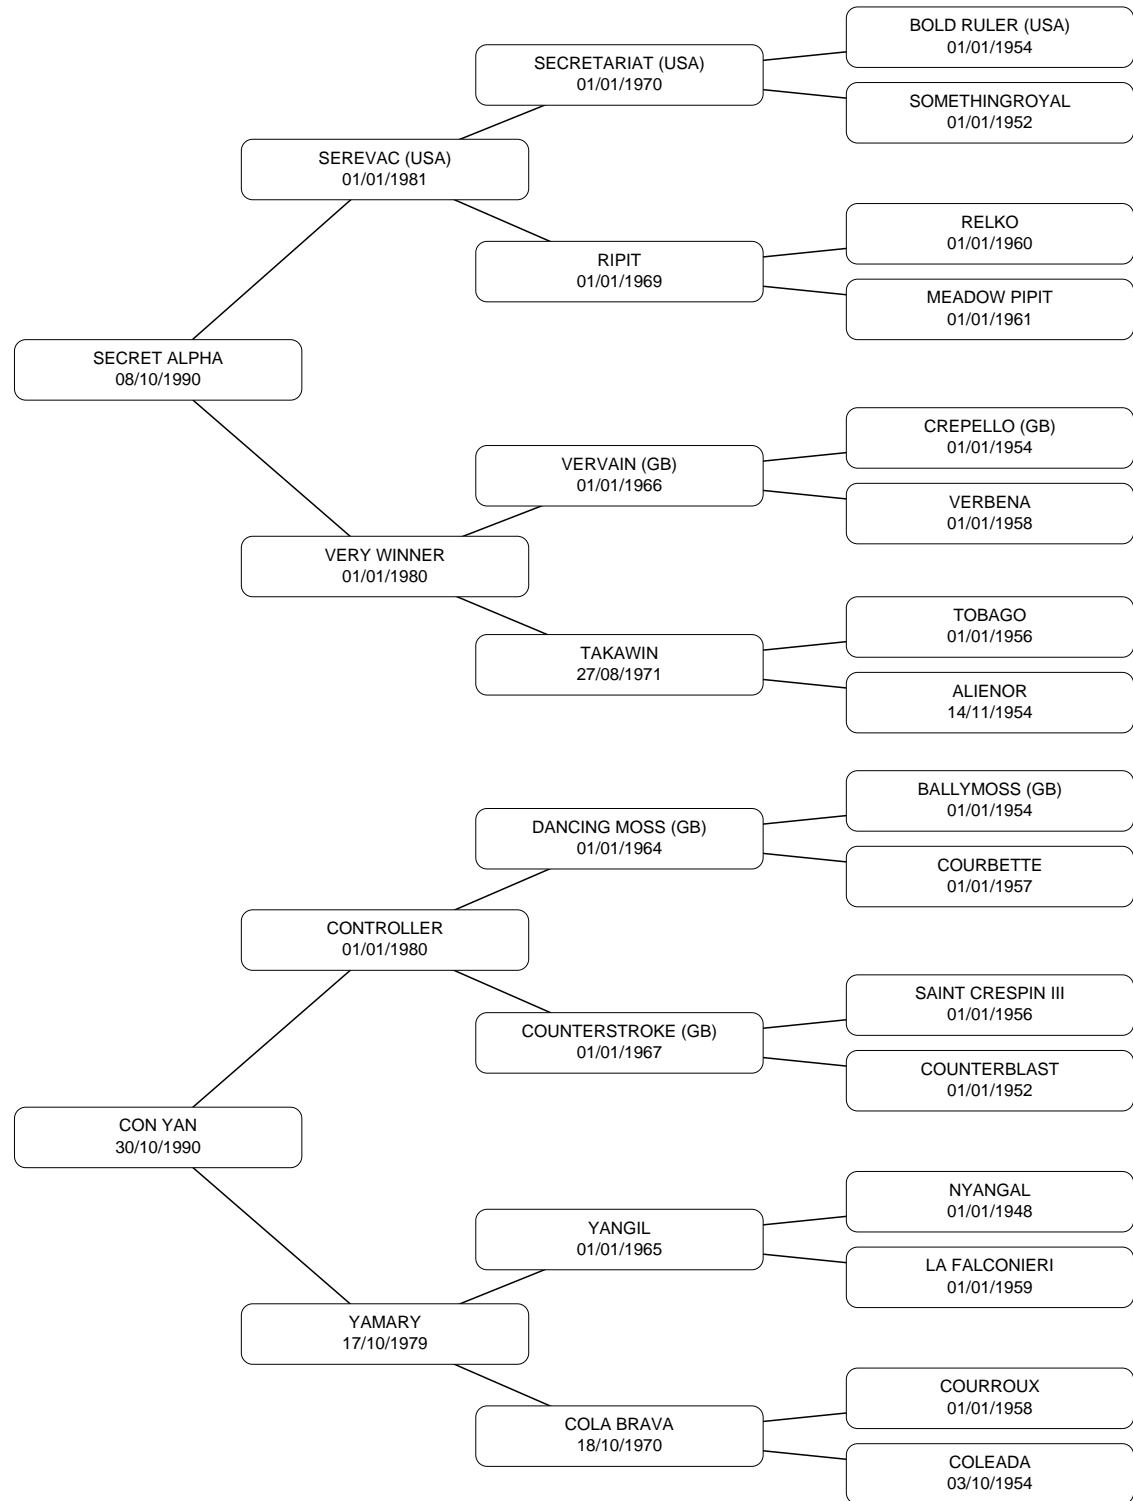 BOLD RULER (USA)
01/01/1954
SECRETARIAT (USA)
01/01/1970
SOMETHINGROYAL
01/01/1952
SEREVAC (USA)
01/01/1981
RELKO
01/01/1960
RIPIT
01/01/1969
MEADOW PIPIT
01/01/1961
SECRET ALPHA
08/10/1990
CREPELLO (GB)
01/01/1954
VERVAIN (GB)
01/01/1966
VERBENA
01/01/1958
VERY WINNER
01/01/1980
TOBAGO
01/01/1956
TAKAWIN
27/08/1971
ALIENOR
14/11/1954
BALLYMOSS (GB)
01/01/1954
DANCING MOSS (GB)
01/01/1964
COURBETTE
01/01/1957
CONTROLLER
01/01/1980
SAINT CRESPIN III
01/01/1956
COUNTERSTROKE (GB)
01/01/1967
COUNTERBLAST
01/01/1952
CON YAN
30/10/1990
NYANGAL
01/01/1948
YANGIL
01/01/1965
LA FALCONIERI
01/01/1959
YAMARY
17/10/1979
COURROUX
01/01/1958
COLA BRAVA
18/10/1970
COLEADA
03/10/1954